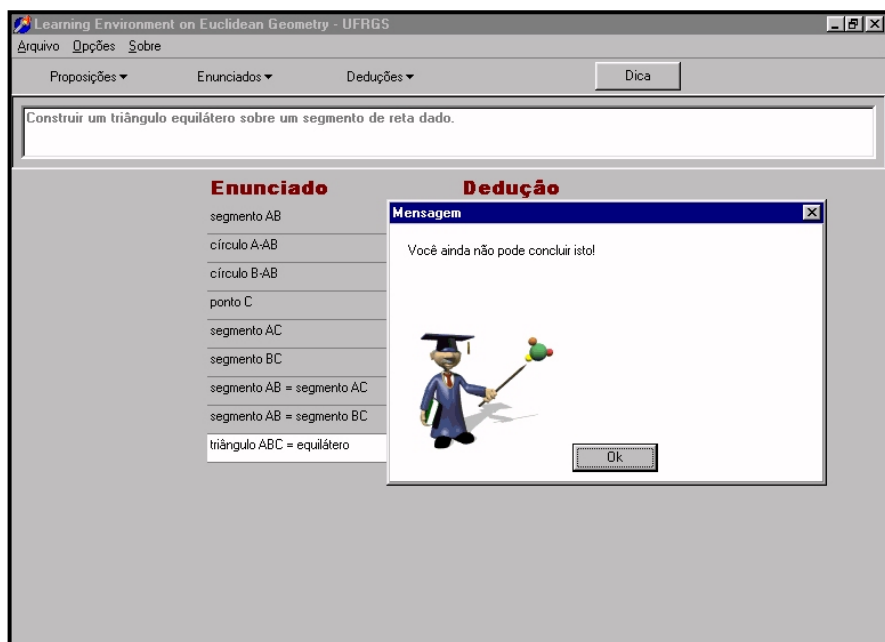 Learning Environment on Euclidean Geometry - UFRGS
Arquivo Opções Sobre
Proposições Enunciados Deduções Dica
Construir um triângulo equilátero sobre um segmento de reta dado.
Enunciado Dedução
segmento AB
círculo A-AB
círculo B-AB
ponto C
segmento AC
segmento BC
segmento AB = segmento AC
segmento AB = segmento BC
triângulo ABC = equilátero
Mensagem
Você ainda não pode concluir isto!
Ok